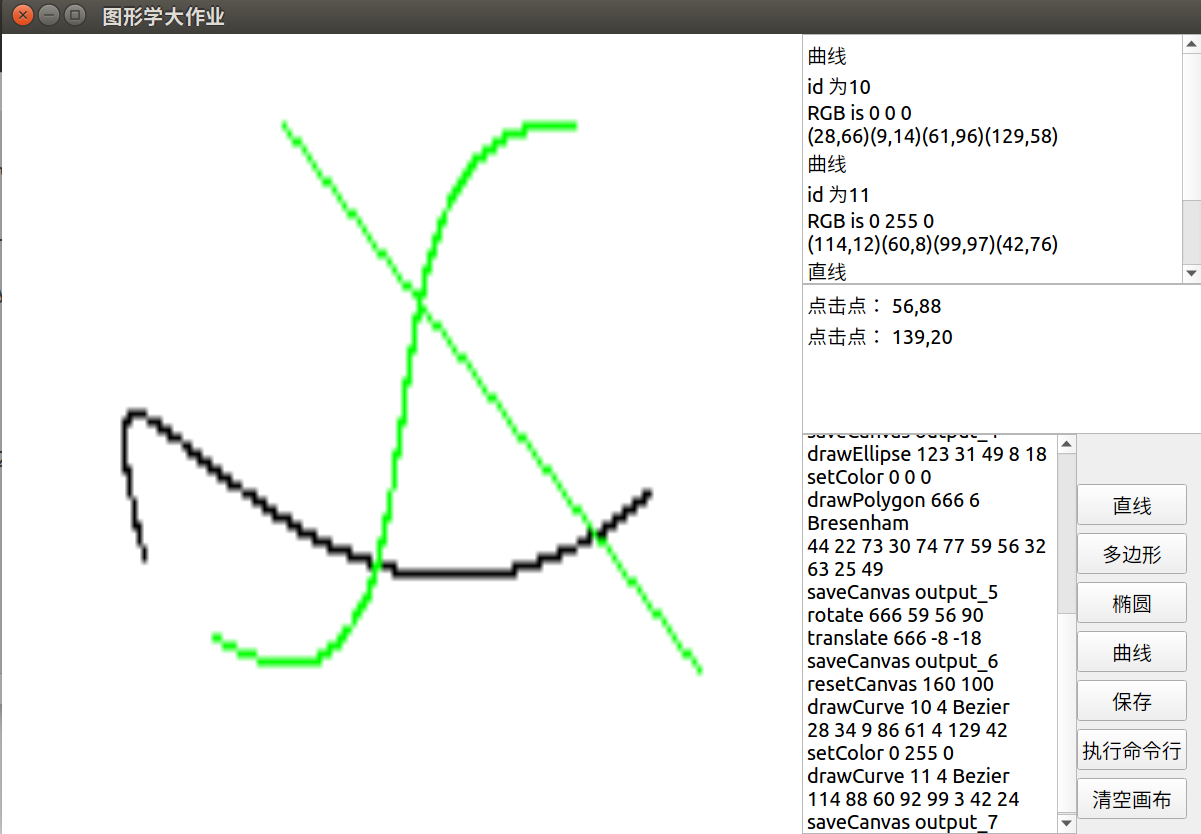 图形学大作业
曲线
id 为10
RGB is 0 0 0
(28,66)(9,14)(61,96)(129,58)
曲线
id 为11
RGB is 0 255 0
(114,12)(60,8)(99,97)(42,76)
直线
点击点： 56,88
点击点： 139,20
drawEllipse 123 31 49 8 18
setColor 0 0 0
drawPolygon 666 6
Bresenham
44 22 73 30 74 77 59 56 32
63 25 49
saveCanvas output_5
rotate 666 59 56 90
translate 666 -8 -18
saveCanvas output_6
resetCanvas 160 100
drawCurve 10 4 Bezier
28 34 9 86 61 4 129 42
setColor 0 255 0
drawCurve 11 4 Bezier
114 88 60 92 99 3 42 24
saveCanvas output_7
直线
多边形
椭圆
曲线
保存
执行命令行
清空画布